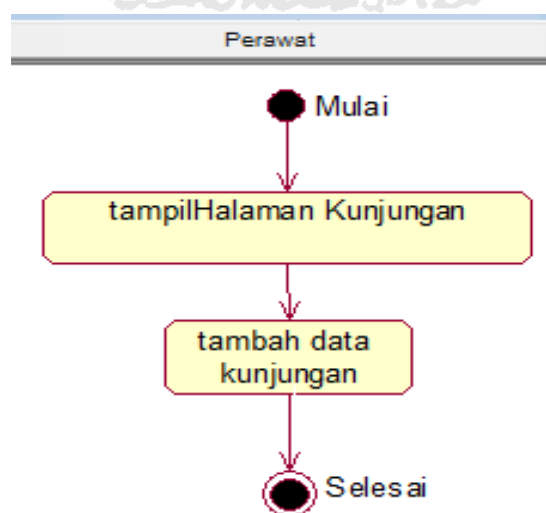 Perawat
Mulai
tampilHalaman Kunjungan
tambah data
kunjungan
Selesai